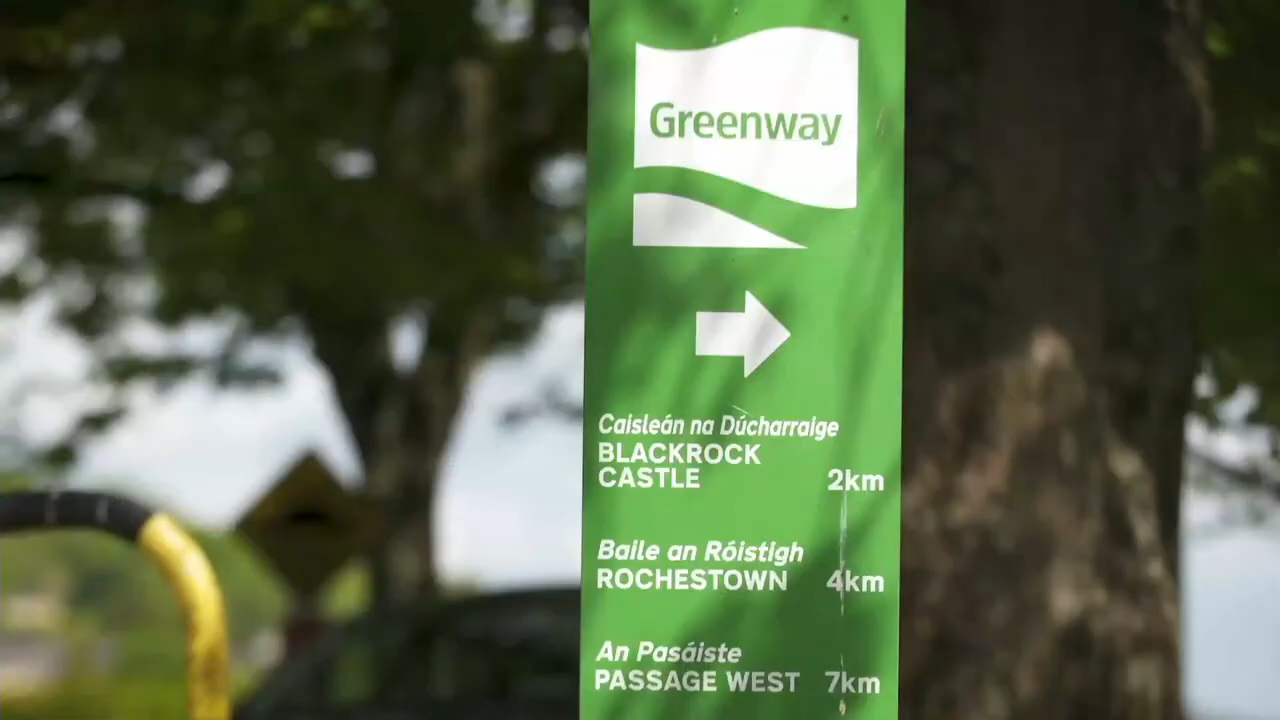 Greenway
Caisleán na Dúcharraige
BLACKROCK
CASTLE 2km
Baile an Róistigh
ROCHESTOWN 4km
An Pasáiste
PASSAGE WEST 7km